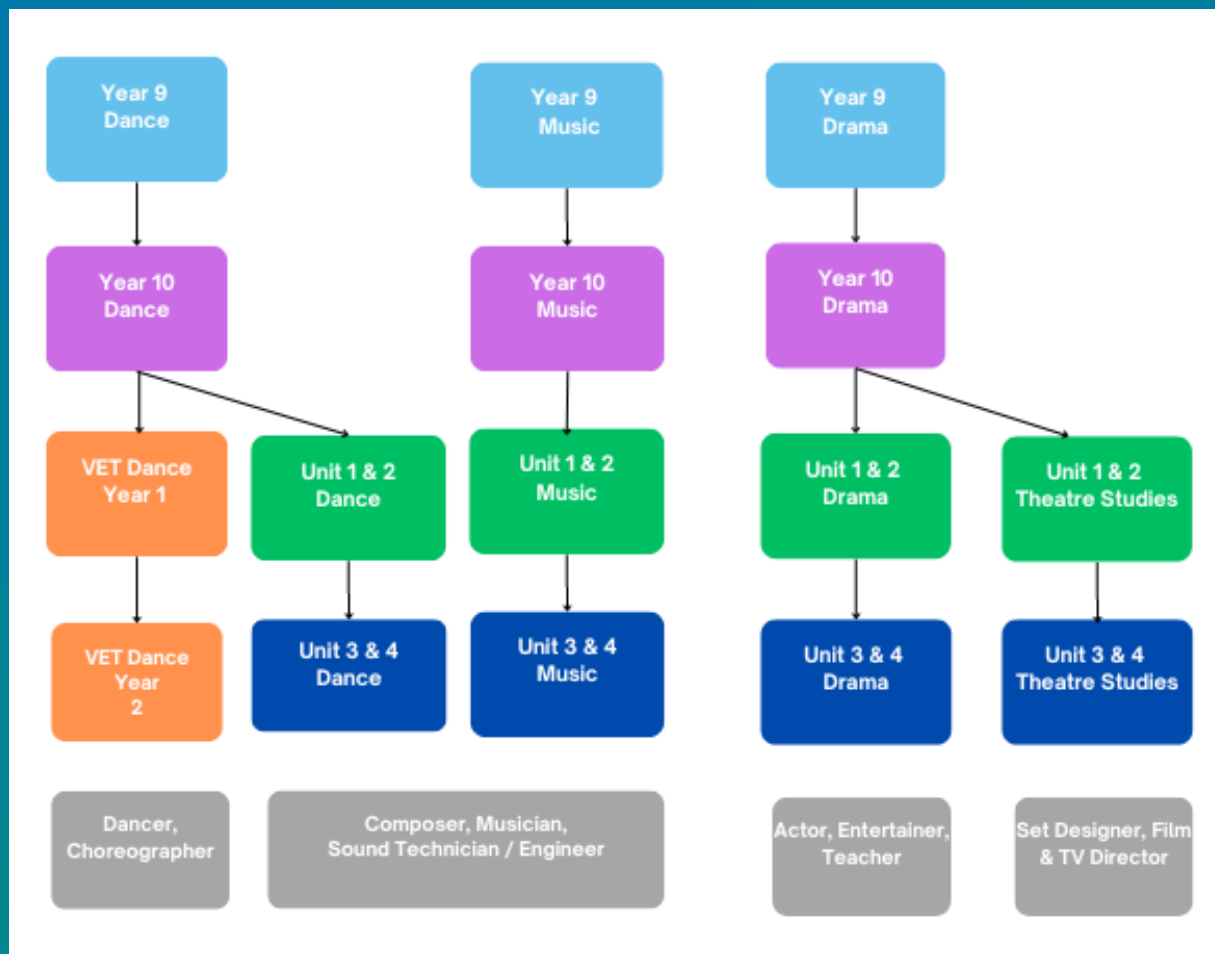 Year 9
Dance
Year 9
Music
Year 9
Drama
Year 10
Dance
Year 10
Music
Year 10
Drama
VET Dance
Year 1
Unit 1 & 2
Dance
Unit 1 & 2
Music
Unit 1 & 2
Drama
Unit 1 & 2
Theatre Studies
VET Dance
Year
2
Unit 3 & 4
Dance
Unit 3 & 4
Music
Unit 3 & 4
Drama
Unit 3 & 4
Theatre Studies
Dancer,
Choreographer
Composer, Musician,
Sound Technician / Engineer
Actor, Entertainer,
Teacher
Set Designer, Film
& TV Director